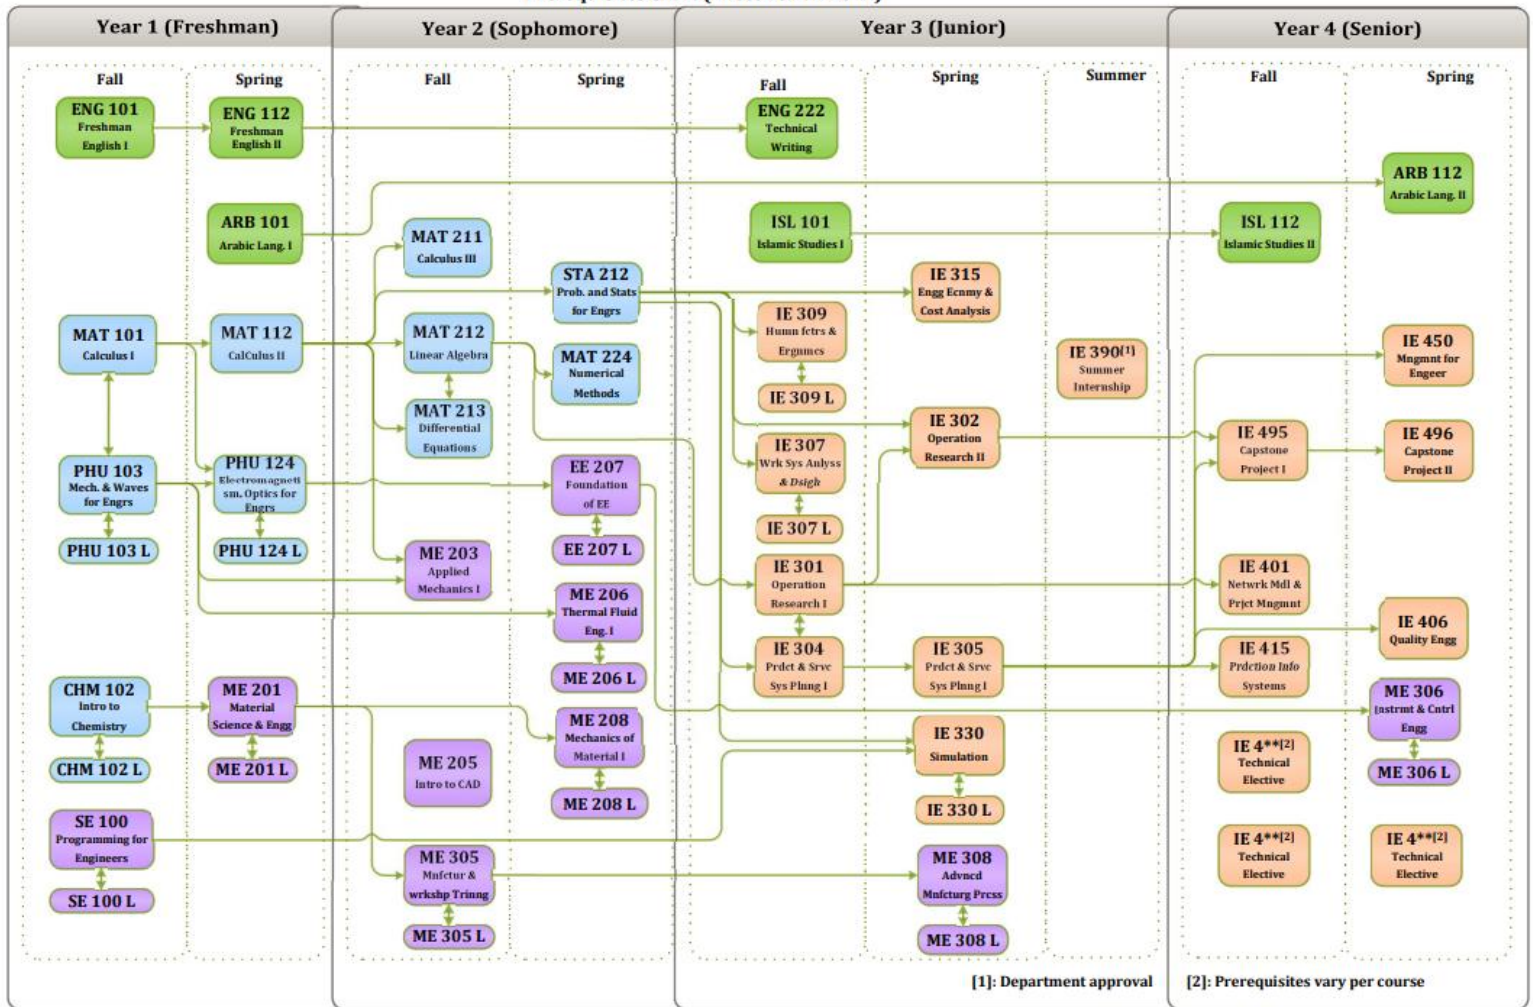 Year 1 (Freshman)
Year 2 (Sophomore)
Year 3 (Junior)
Year 4 (Senior)
Fall
Spring
Fall
Spring
Fall
Spring
Summer
Fall
Spring
ENG 101
Freshman
English I
SE 100
Programming for
Engineers
SE 100 L
MAT 101
Calculus I
PHU 103
Mech. & Waves
for Engrs
PHU 103 L
CHM 102
Intro to
Chemistry
CHM 102 L
ENG 112
Freshman
English II
ARB 101
Arabic Lang. I
MAT 112
CalCulus II
PHU 124
Electromagneti
sm, Optics for
Engrs
PHU 124 L
ME 201
Material
Science & Engg
ME 201 L
MAT 211
Calculus III
MAT 212
Linear Algebra
MAT 213
Differential
Equations
ME 203
Applied
Mechanics I
ME 205
Intro to CAD
ME 305
Mnfctur &
wrkshp Trinng
ME 305 L
STA 212
Prob. and Stats
for Engrs
MAT 224
Numerical
Methods
EE 207
Foundation
of EE
EE 207 L
ME 206
Thermal Fluid
Eng. I
ME 206 L
ME 208
Mechanics of
Material I
ME 208 L
ENG 222
Technical
Writing
ISL 101
Islamic Studies I
IE 309
Humn fctrs &
Ergnmcs
IE 309 L
IE 307
Wrk Sys Anlyss
& Dsigh
IE 307 L
IE 301
Operation
Research I
IE 304
Prdct & Srvc
Sys Plnng I
IE 315
Engg Ecnmy &
Cost Analysis
IE 302
Operation
Research II
IE 305
Prdct & Srvc
Sys Plnng I
IE 330
Simulation
IE 330 L
ME 308
Advncd
Mnfcturg Prcss
ME 308 L
IE 390[1]
Summer
Internship
ISL 112
Islamic Studies II
IE 495
Capstone
Project I
IE 401
Netwrk Mdl &
Prjct Mngmnt
IE 415
Prdction Info
Systems
IE 4**[2]
Technical
Elective
IE 4**[2]
Technical
Elective
ARB 112
Arabic Lang. II
IE 450
Mngmnt for
Engeer
IE 496
Capstone
Project II
IE 406
Quality Engg
ME 306
Instrmt & Cntrl
Engg
ME 306 L
IE 4**[2]
Technical
Elective
[1]: Department approval
[2]: Prerequisites vary per course